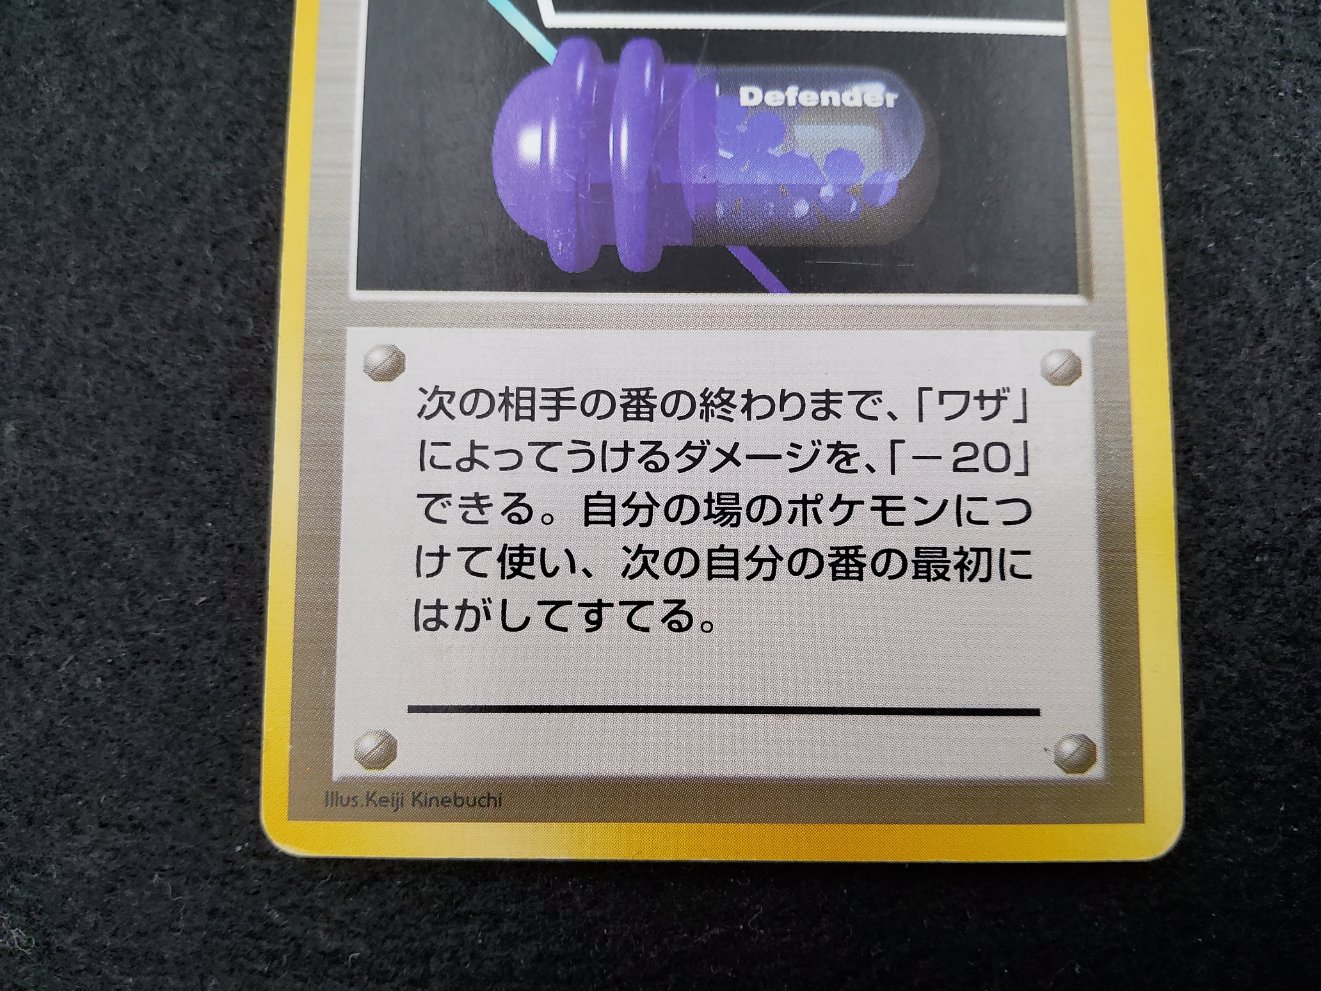 Defender
次の相手の番の終わりまで、「ワザ」
によってうけるダメージを、「－20」
できる。自分の場のポケモンにつ
けて使い、次の自分の番の最初に
はがしてすてる。
Illus.Keiji Kinebuchi